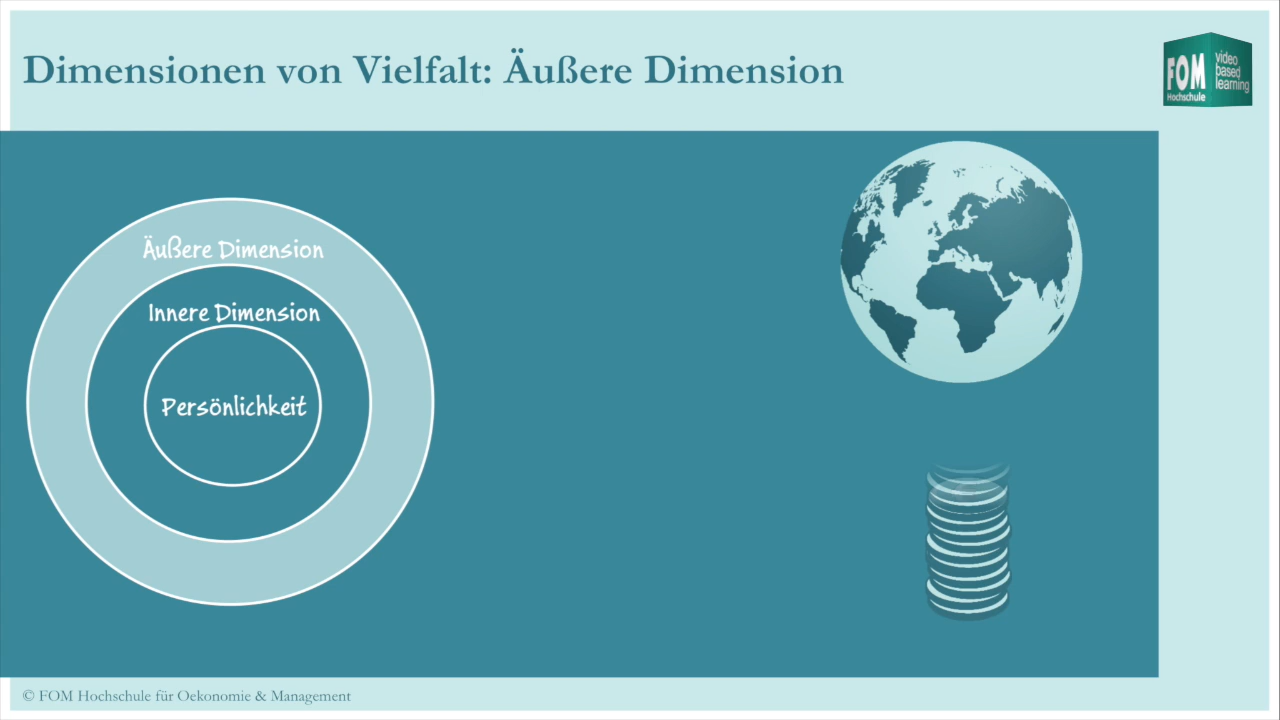 Dimensionen von Vielfalt: Äußere Dimension
FOM
Hochschule
video
based
learning
Äußere Dimension
Innere Dimension
Persönlichkeit
© FOM Hochschule für Oekonomie & Management